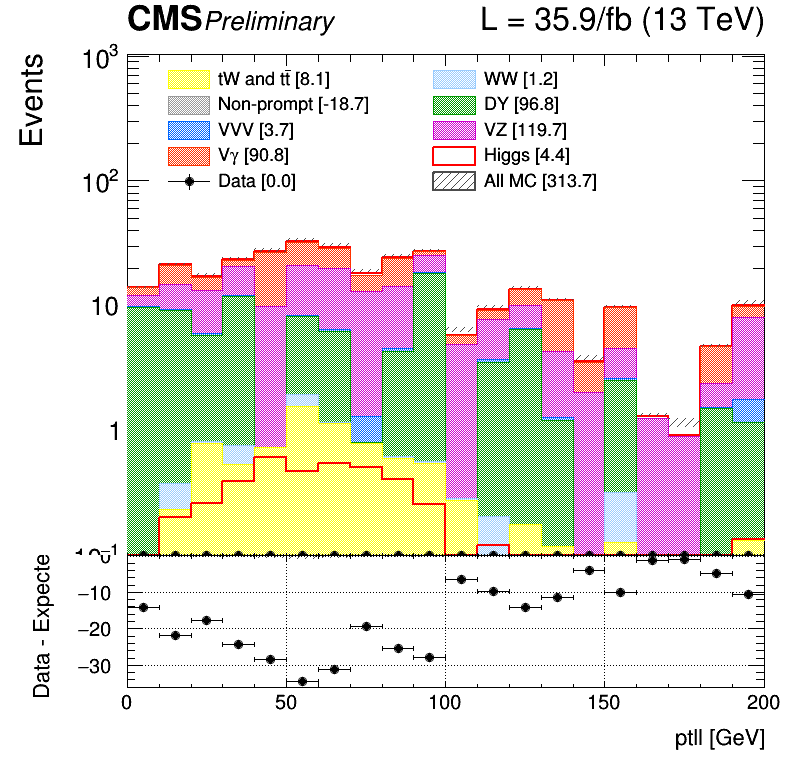 CMS Preliminary L = 35.9/fb (13 TeV)
Events
10³
10²
10
1
tW and tt̄ [8.1]
WW [1.2]
Non-prompt [-18.7]
DY [96.8]
VVV [3.7]
VZ [119.7]
Vγ [90.8]
Higgs [4.4]
Data [0.0]
All MC [313.7]
Data - Expecte
−10
−20
−30
0 50 100 150 200
ptll [GeV]